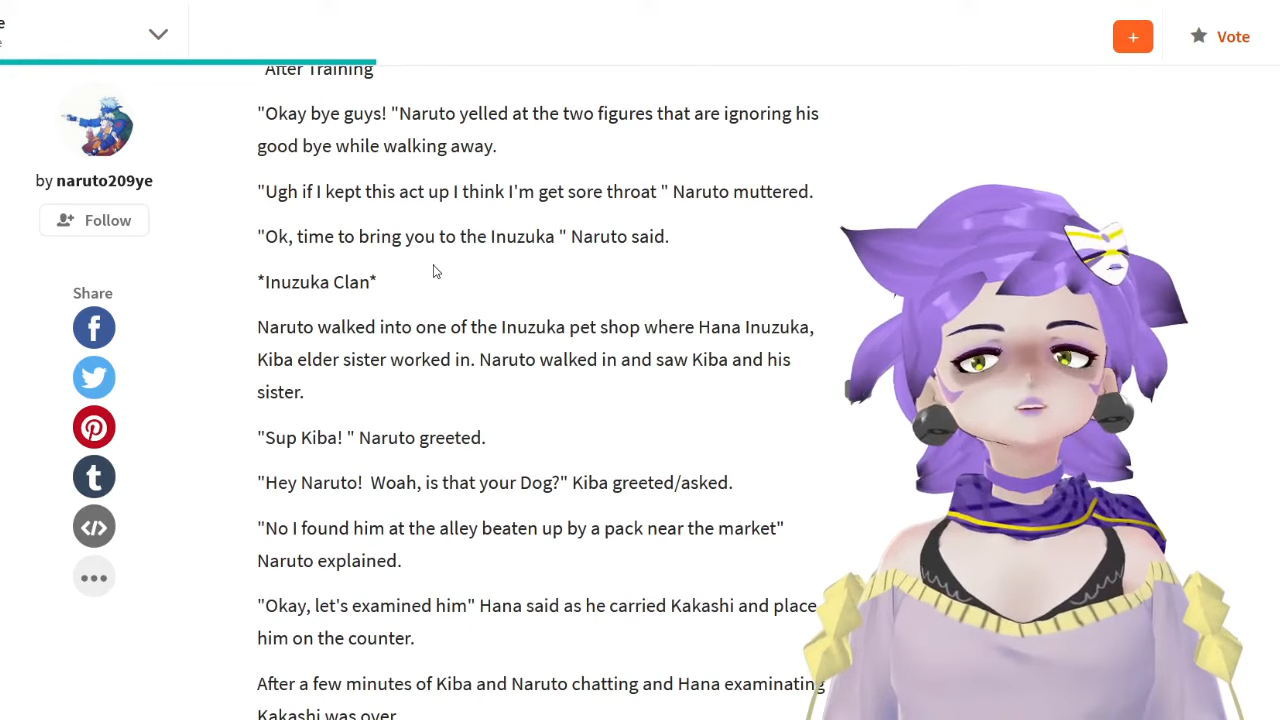 e
e
+
Vote
*After Training
"Okay bye guys! "Naruto yelled at the two figures that are ignoring his
good bye while walking away.
by naruto209ye
"Ugh if I kept this act up I think I'm get sore throat " Naruto muttered.
Follow
"Ok, time to bring you to the Inuzuka " Naruto said.
*Inuzuka Clan*
Share
Naruto walked into one of the Inuzuka pet shop where Hana Inuzuka,
Kiba elder sister worked in. Naruto walked in and saw Kiba and his
sister.
"Sup Kiba! " Naruto greeted.
"Hey Naruto!  Woah, is that your Dog?" Kiba greeted/asked.
"No I found him at the alley beaten up by a pack near the market"
Naruto explained.
"Okay, let's examined him" Hana said as he carried Kakashi and place
him on the counter.
After a few minutes of Kiba and Naruto chatting and Hana examinating
Kakashi was over